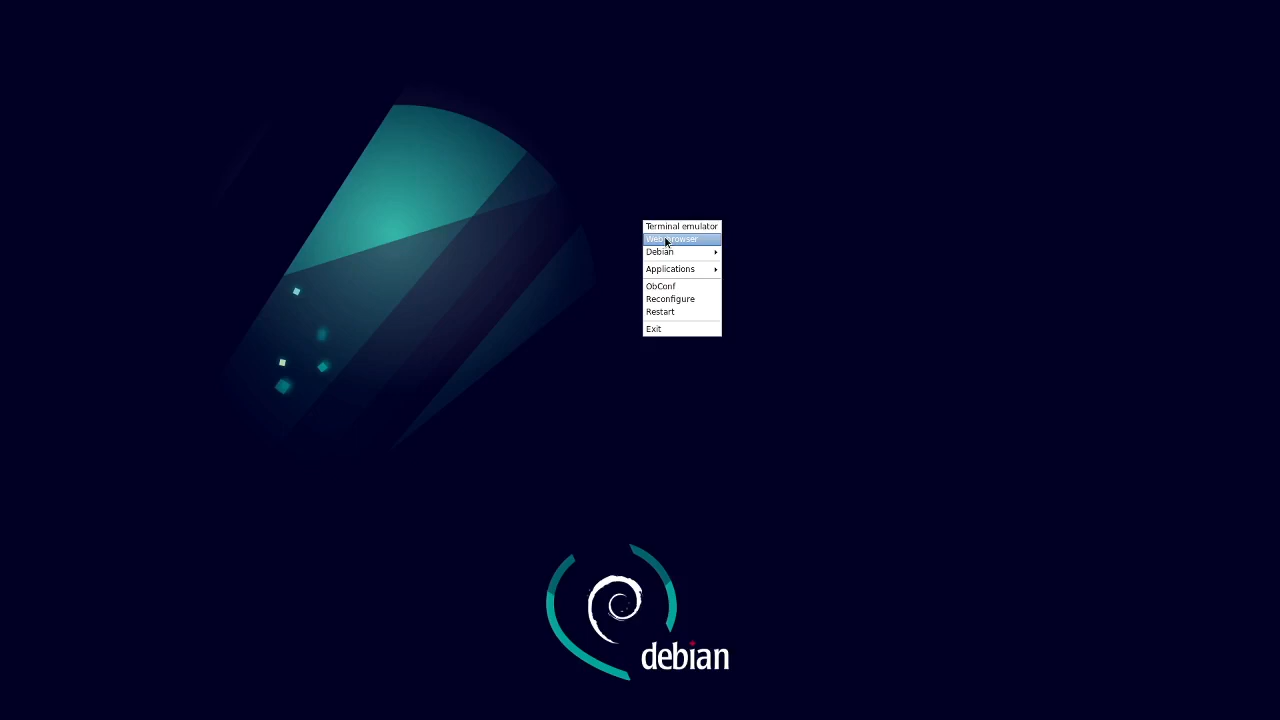 Terminal emulator
Web browser
Debian
Applications
ObConf
Reconfigure
Restart
Exit
debian